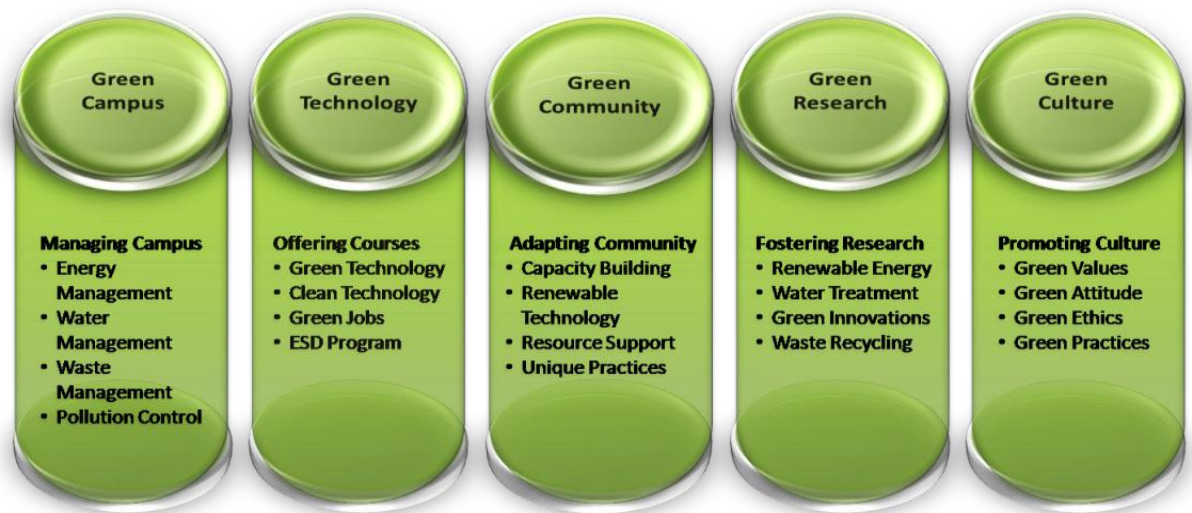 Green
Campus
Managing Campus
• Energy
Management
• Water
Management
• Waste
Management
• Pollution Control
Green
Technology
Offering Courses
• Green Technology
• Clean Technology
• Green Jobs
• ESD Program
Green
Community
Adapting Community
• Capacity Building
• Renewable
Technology
• Resource Support
• Unique Practices
Green
Research
Fostering Research
• Renewable Energy
• Water Treatment
• Green Innovations
• Waste Recycling
Green
Culture
Promoting Culture
• Green Values
• Green Attitude
• Green Ethics
• Green Practices